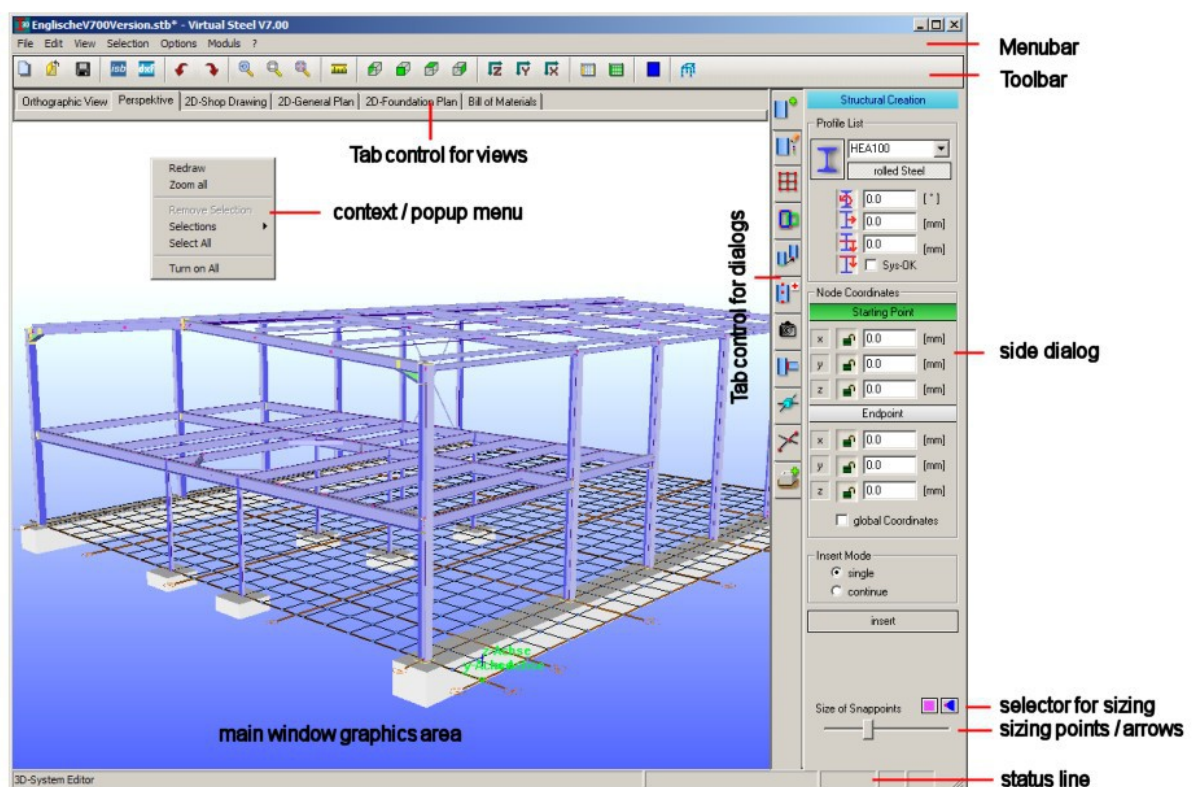 EnglischeV700Version.stb* - Virtual Steel V7.00
File Edit View Selection Options Moduls ?
Menubar
isb dxf Z Y X
Toolbar
Orthographic View Perspektive 2D-Shop Drawing 2D-General Plan 2D-Foundation Plan Bill of Materials
Tab control for views
Redraw
Zoom all
Remove Selection
Selections
Select All
Turn on All
context / popup menu
Tab control for dialogs
Structural Creation
Profile List
HEA100
rolled Steel
0.0 [°]
0.0 [mm]
0.0 [mm]
Sys-OK
Node Coordinates
Starting Point
x 0.0 [mm]
y 0.0 [mm]
z 0.0 [mm]
Endpoint
x 0.0 [mm]
y 0.0 [mm]
z 0.0 [mm]
global Coordinates
side dialog
Insert Mode
single
continue
insert
z-Achse
main window graphics area
Size of Snappoints
selector for sizing
sizing points / arrows
3D-System Editor
status line